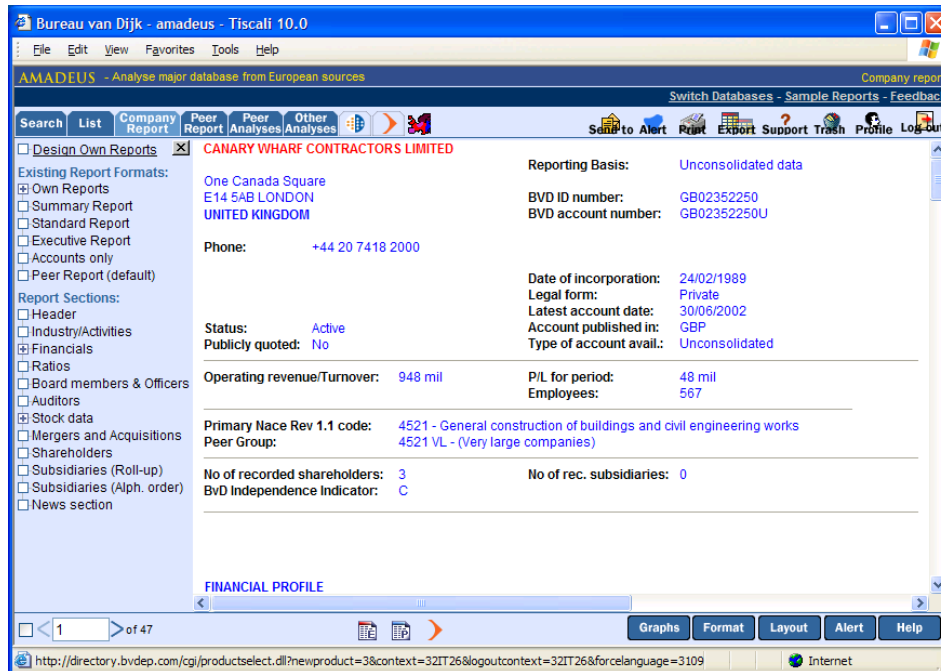 Bureau van Dijk - amadeus - Tiscali 10.0
File Edit View Favorites Tools Help
AMADEUS - Analyse major database from European sources
Company repor
Switch Databases - Sample Reports - Feedbac
Search List Company Report Peer Report Peer Analyses Other Analyses
Send to Alert Print Export Support Trash Profile Log out
Design Own Reports
Existing Report Formats:
Own Reports
Summary Report
Standard Report
Executive Report
Accounts only
Peer Report (default)
Report Sections:
Header
Industry/Activities
Financials
Ratios
Board members & Officers
Auditors
Stock data
Mergers and Acquisitions
Shareholders
Subsidiaries (Roll-up)
Subsidiaries (Alph. order)
News section
CANARY WHARF CONTRACTORS LIMITED
Reporting Basis: Unconsolidated data
One Canada Square
E14 5AB LONDON
UNITED KINGDOM
BVD ID number: GB02352250
BVD account number: GB02352250U
Phone: +44 20 7418 2000
Date of incorporation: 24/02/1989
Legal form: Private
Latest account date: 30/06/2002
Status: Active
Account published in: GBP
Publicly quoted: No
Type of account avail.: Unconsolidated
Operating revenue/Turnover: 948 mil
P/L for period: 48 mil
Employees: 567
Primary Nace Rev 1.1 code: 4521 - General construction of buildings and civil engineering works
Peer Group: 4521 VL - (Very large companies)
No of recorded shareholders: 3
No of rec. subsidiaries: 0
BvD Independence Indicator: C
FINANCIAL PROFILE
1 of 47
Graphs Format Layout Alert Help
http://directory.bvdep.com/cgi/productselect.dll?newproduct=3&context=32IT26&logoutcontext=32IT26&forcelanguage=3109
Internet